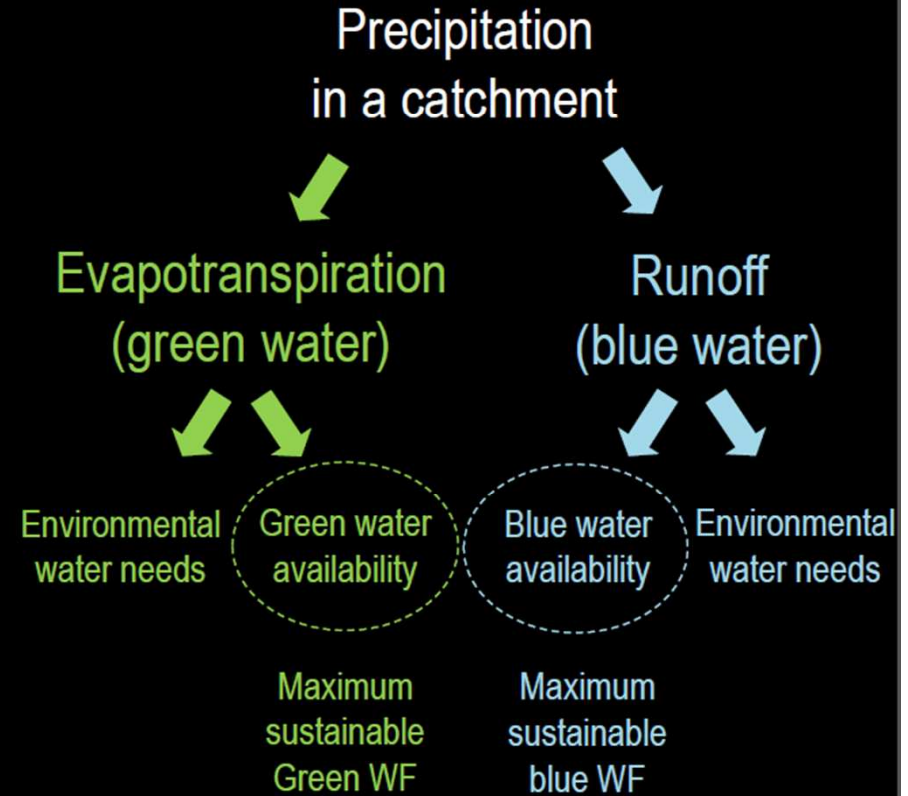 Precipitation
in a catchment
Evapotranspiration
(green water)
Runoff
(blue water)
Environmental
water needs
Green water
availability
Blue water
availability
Environmental
water needs
Maximum
sustainable
Green WF
Maximum
sustainable
blue WF